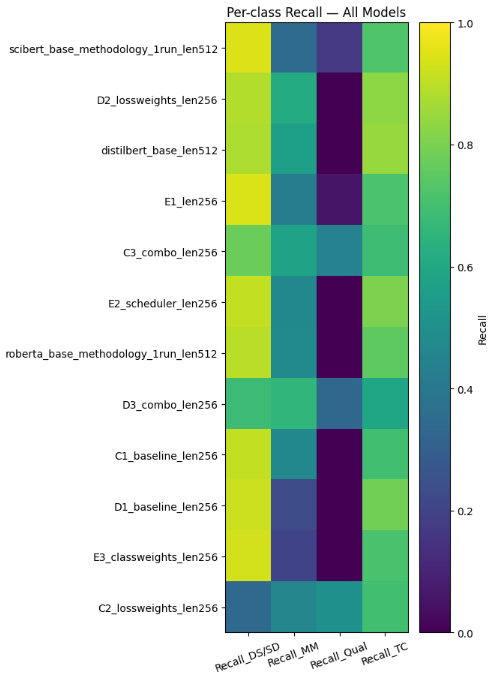 Per-class Recall — All Models
scibert_base_methodology_1run_len512
D2_lossweights_len256
distilbert_base_len512
E1_len256
C3_combo_len256
E2_scheduler_len256
roberta_base_methodology_1run_len512
D3_combo_len256
C1_baseline_len256
D1_baseline_len256
E3_classweights_len256
C2_lossweights_len256
Recall_DS/SD
Recall_MM
Recall_Qual
Recall_TC
1.0
0.8
0.6
0.4
0.2
0.0
Recall